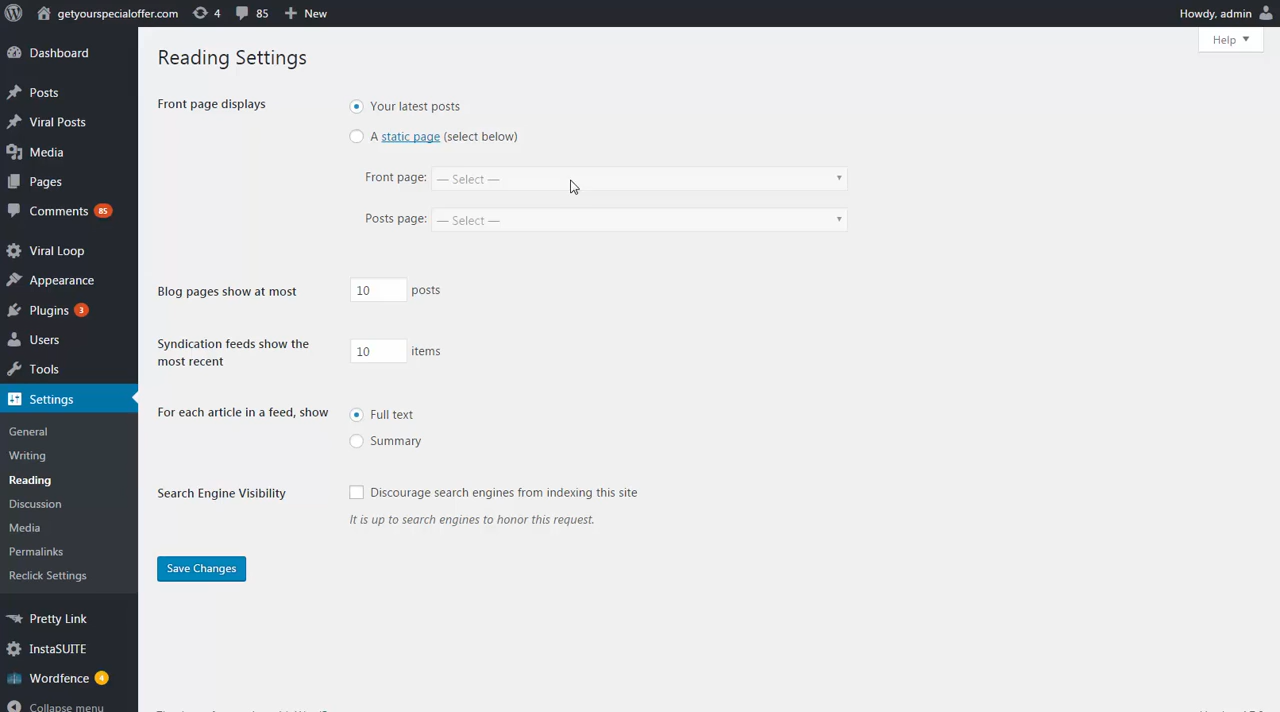 getyourspecialoffer.com 4 85 New Howdy, admin
Help
Dashboard
Posts
Viral Posts
Media
Pages
Comments 85
Viral Loop
Appearance
Plugins 3
Users
Tools
Settings
General
Writing
Reading
Discussion
Media
Permalinks
Reclick Settings
Pretty Link
InstaSUITE
Wordfence 4
Collapse menu
Reading Settings
Front page displays
Your latest posts
A static page (select below)
Front page: — Select —
Posts page: — Select —
Blog pages show at most 10 posts
Syndication feeds show the
most recent
10 items
For each article in a feed, show
Full text
Summary
Search Engine Visibility
Discourage search engines from indexing this site
It is up to search engines to honor this request.
Save Changes